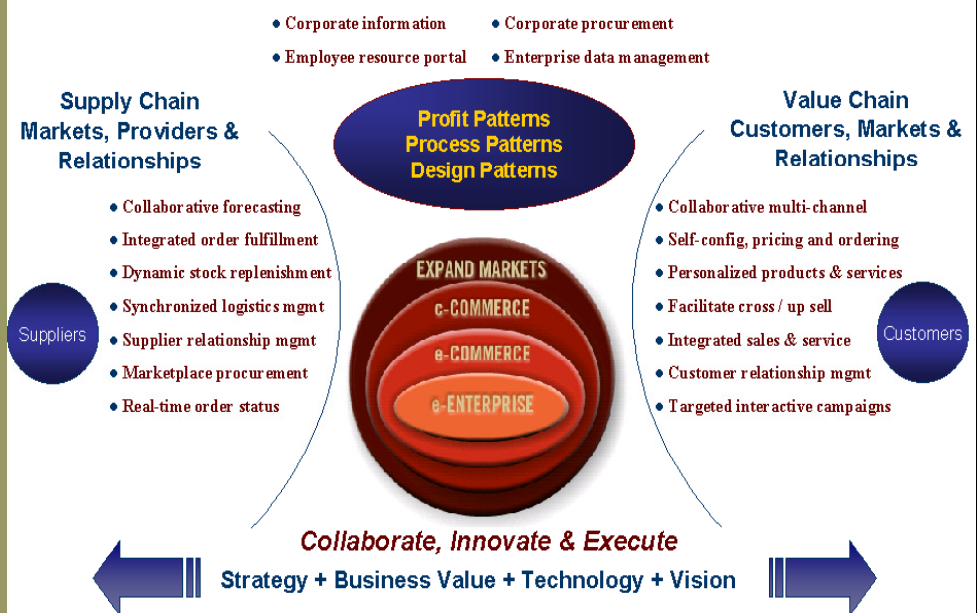 • Corporate information
• Corporate procurement
• Employee resource portal
• Enterprise data management
Supply Chain
Markets, Providers &
Relationships
Profit Patterns
Process Patterns
Design Patterns
Value Chain
Customers, Markets &
Relationships
• Collaborative forecasting
• Integrated order fulfillment
• Dynamic stock replenishment
• Synchronized logistics mgmt
• Supplier relationship mgmt
• Marketplace procurement
• Real-time order status
Suppliers
EXPAND MARKETS
c-COMMERCE
e-COMMERCE
e-ENTERPRISE
• Collaborative multi-channel
• Self-config, pricing and ordering
• Personalized products & services
• Facilitate cross / up sell
• Integrated sales & service
• Customer relationship mgmt
• Targeted interactive campaigns
Customers
Collaborate, Innovate & Execute
Strategy + Business Value + Technology + Vision